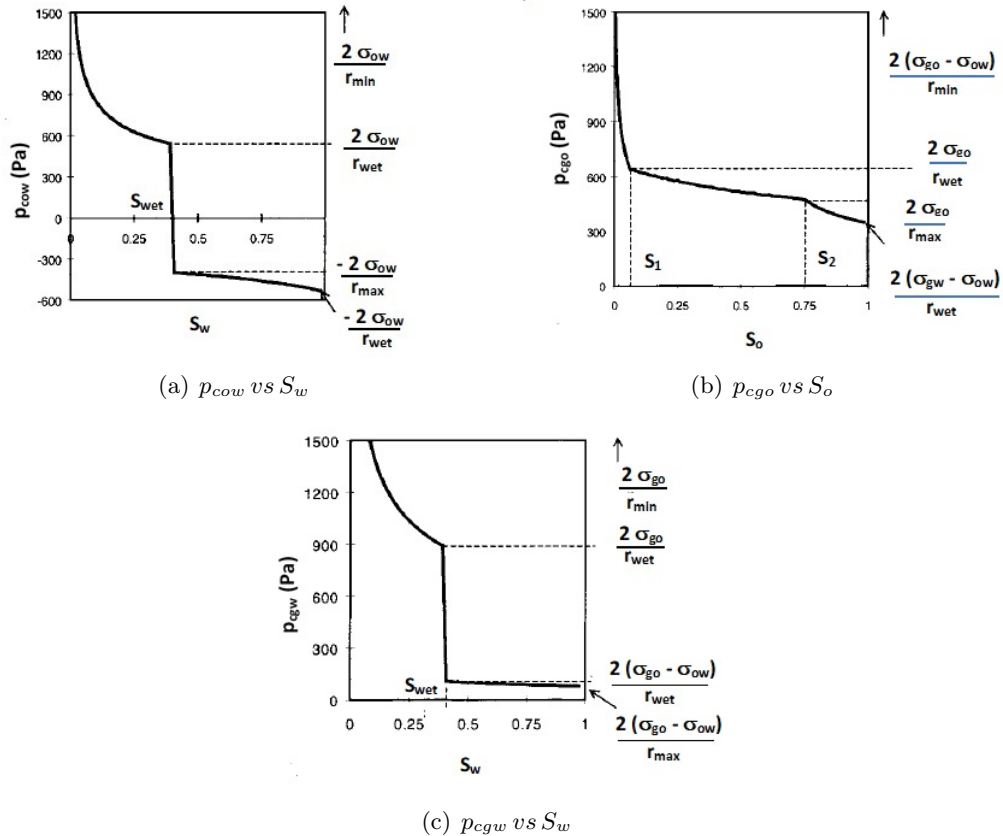 1500
1200
900
600
300
0
-300
-600
0
0.25
0.5
0.75
p_cow (Pa)
S_wet
S_w
2 σ_ow
r_min
2 σ_ow
r_wet
- 2 σ_ow
r_max
- 2 σ_ow
r_wet
(a) p_cow vs S_w
1500
1200
900
600
300
0
0
0.25
0.5
0.75
1
p_cgo (Pa)
S_1
S_2
S_o
2 (σ_go - σ_ow)
r_min
2 σ_go
r_wet
2 σ_go
r_max
2 (σ_gw - σ_ow)
r_wet
(b) p_cgo vs S_o
1500
1200
900
600
300
0
0
0.25
0.5
0.75
1
p_cgw (Pa)
S_wet
S_w
2 σ_go
r_min
2 σ_go
r_wet
2 (σ_go - σ_ow)
r_wet
2 (σ_go - σ_ow)
r_max
(c) p_cgw vs S_w